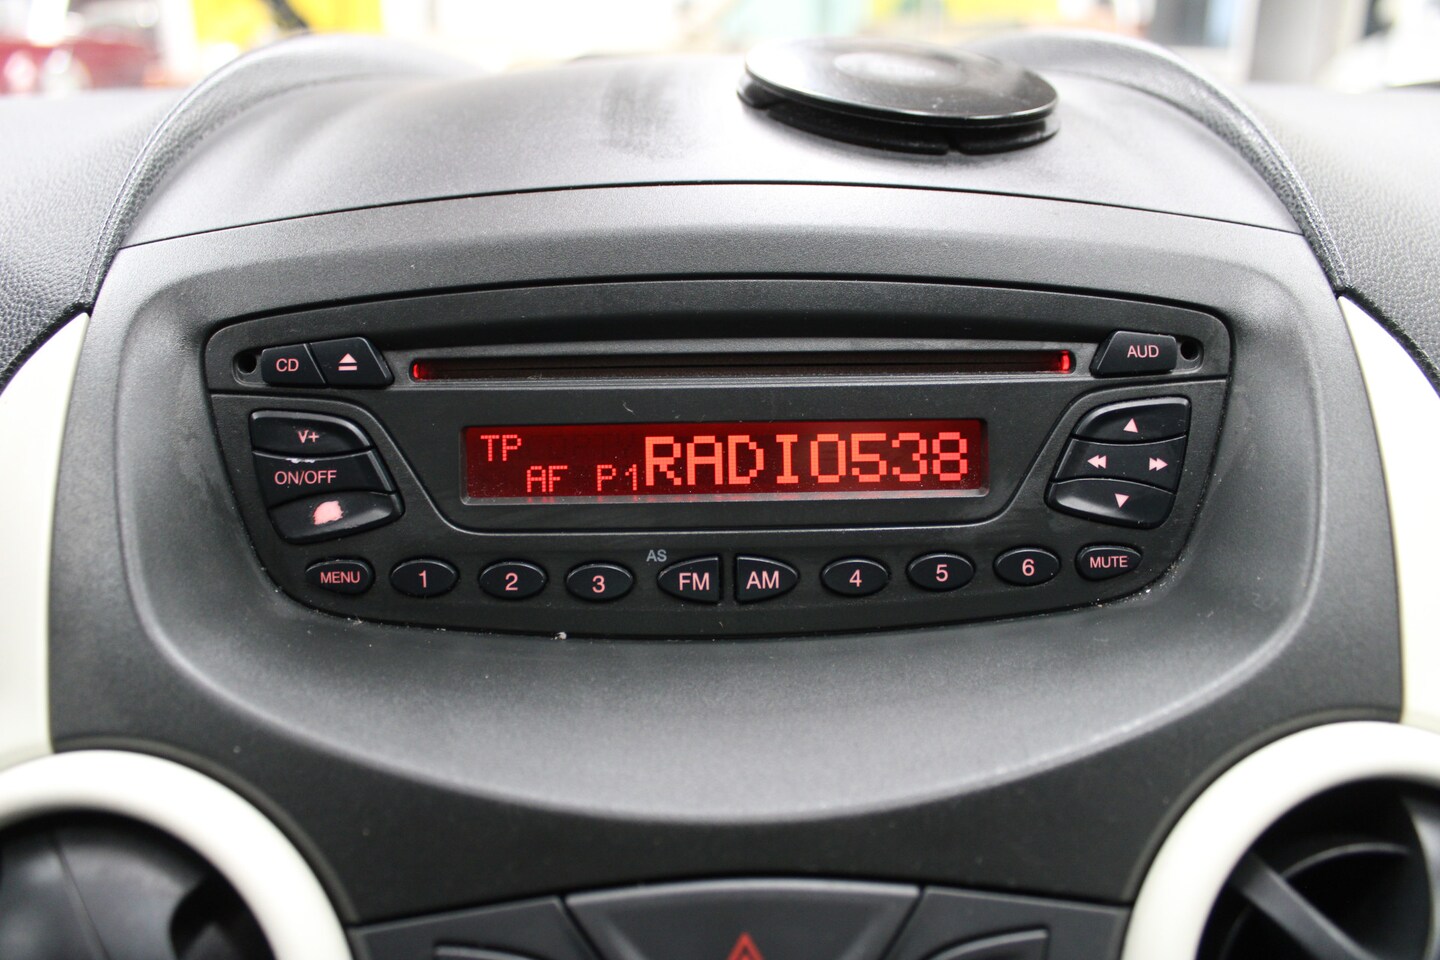 CD
AUD
V+
ON/OFF
TP
AF P1 RADIO538
AS
MENU 1 2 3 FM AM 4 5 6 MUTE